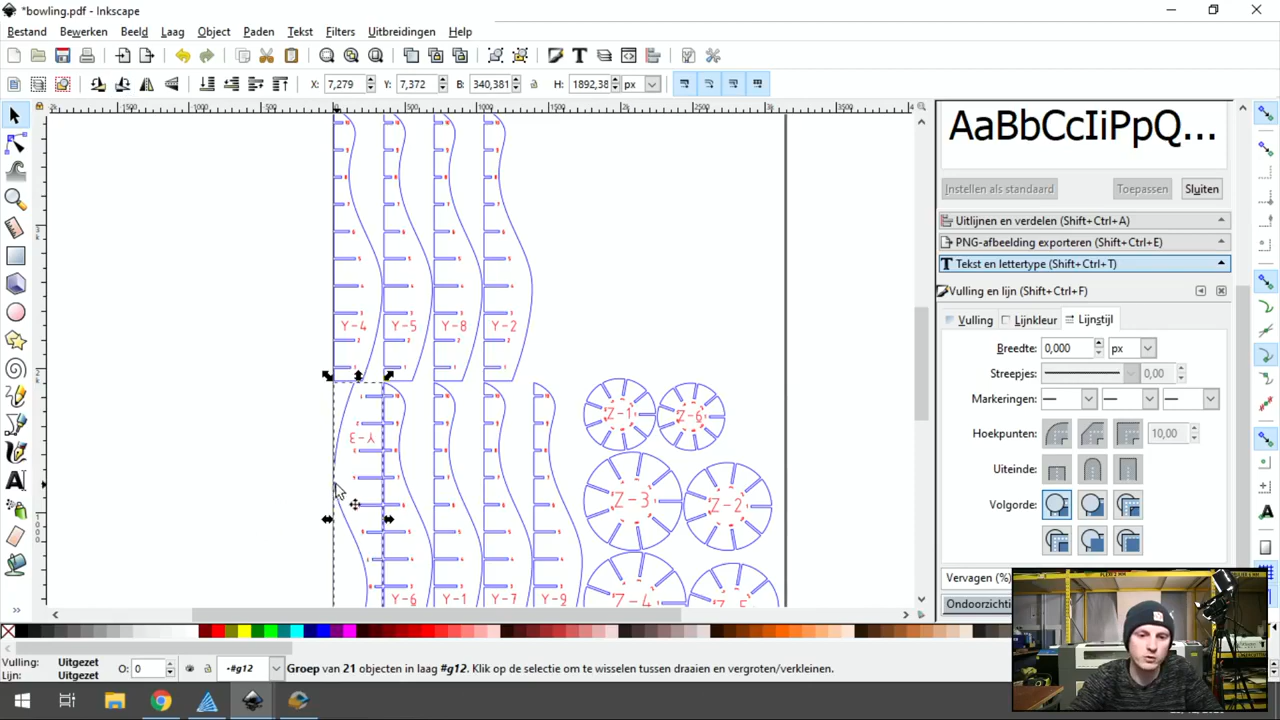 *bowling.pdf - Inkscape
Bestand Bewerken Beeld Laag Object Paden Tekst Filters Uitbreidingen Help
X: 7,279 Y: 7,372 B: 340,381 H: 1892,38 px
AaBbCcIiPpQ...
Instellen als standaard Toepassen Sluiten
Uitlijnen en verdelen (Shift+Ctrl+A)
PNG-afbeelding exporteren (Shift+Ctrl+E)
Tekst en lettertype (Shift+Ctrl+T)
Vulling en lijn (Shift+Ctrl+F)
Vulling Lijnkleur Lijnstijl
Breedte: 0,000 px
Streepjes: 0,00
Markeringen:
Hoekpunten: 10,00
Uiteinde:
Volgorde:
Vervagen (%)
Ondoorzichti
Y-4 Y-5 Y-8 Y-2
Z-1 Z-6
Y-3
Z-3 Z-2
Y-6 Y-1 Y-7 Y-9
Z-4 Z-5
Vulling: Uitgezet
Lijn: Uitgezet
O: 0
#g12
Groep van 21 objecten in laag #g12. Klik op de selectie om te wisselen tussen draaien en vergroten/verkleinen.